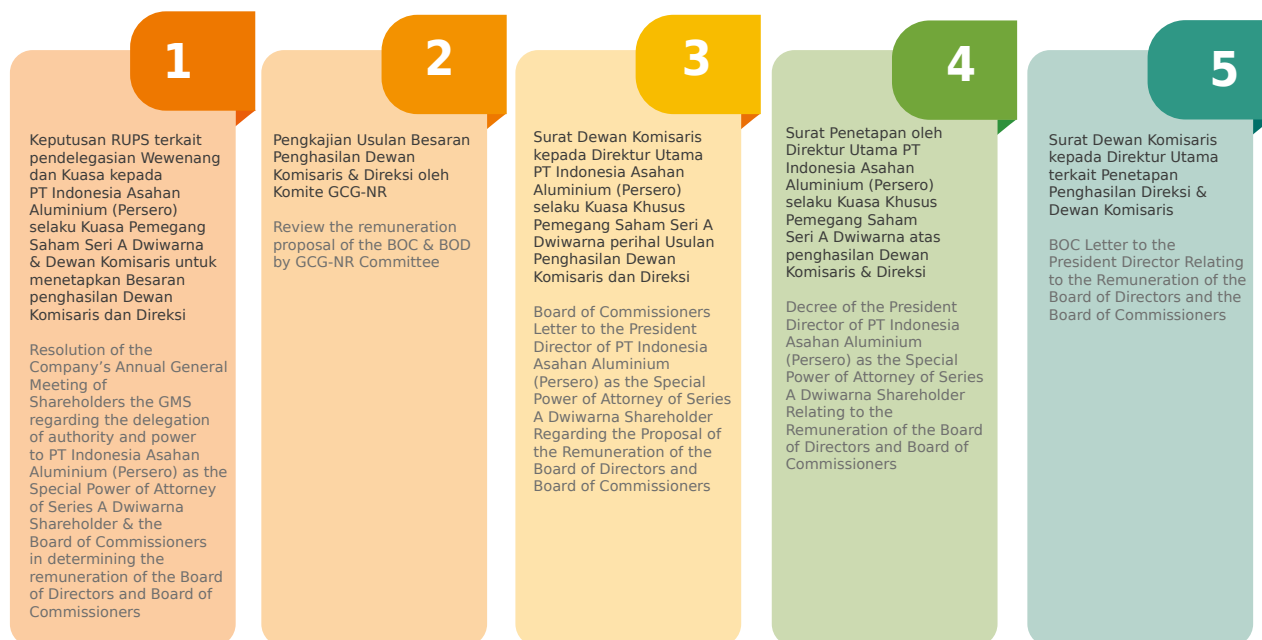 1
Keputusan RUPS terkait
pendelegasian Wewenang
dan Kuasa kepada
PT Indonesia Asahan
Aluminium (Persero)
selaku Kuasa Pemegang
Saham Seri A Dwiwarna
& Dewan Komisaris untuk
menetapkan Besaran
penghasilan Dewan
Komisaris dan Direksi
Resolution of the
Company’s Annual General
Meeting of
Shareholders the GMS
regarding the delegation
of authority and power
to PT Indonesia Asahan
Aluminium (Persero) as the
Special Power of Attorney
of Series A Dwiwarna
Shareholder & the
Board of Commissioners
in determining the
remuneration of the Board
of Directors and Board of
Commissioners
2
Pengkajian Usulan Besaran
Penghasilan Dewan
Komisaris & Direksi oleh
Komite GCG-NR
Review the remuneration
proposal of the BOC & BOD
by GCG-NR Committee
3
Surat Dewan Komisaris
kepada Direktur Utama
PT Indonesia Asahan
Aluminium (Persero)
selaku Kuasa Khusus
Pemegang Saham Seri A
Dwiwarna perihal Usulan
Penghasilan Dewan
Komisaris dan Direksi
Board of Commissioners
Letter to the President
Director of PT Indonesia
Asahan Aluminium
(Persero) as the Special
Power of Attorney of Series
A Dwiwarna Shareholder
Regarding the Proposal of
the Remuneration of the
Board of Directors and
Board of Commissioners
4
Surat Penetapan oleh
Direktur Utama PT
Indonesia Asahan
Aluminium (Persero)
selaku Kuasa Khusus
Pemegang Saham
Seri A Dwiwarna atas
penghasilan Dewan
Komisaris & Direksi
Decree of the President
Director of PT Indonesia
Asahan Aluminium
(Persero) as the Special
Power of Attorney of Series
A Dwiwarna Shareholder
Relating to the
Remuneration of the Board
of Directors and Board of
Commissioners
5
Surat Dewan Komisaris
kepada Direktur Utama
terkait Penetapan
Penghasilan Direksi &
Dewan Komisaris
BOC Letter to the
President Director Relating
to the Remuneration of the
Board of Directors and the
Board of Commissioners